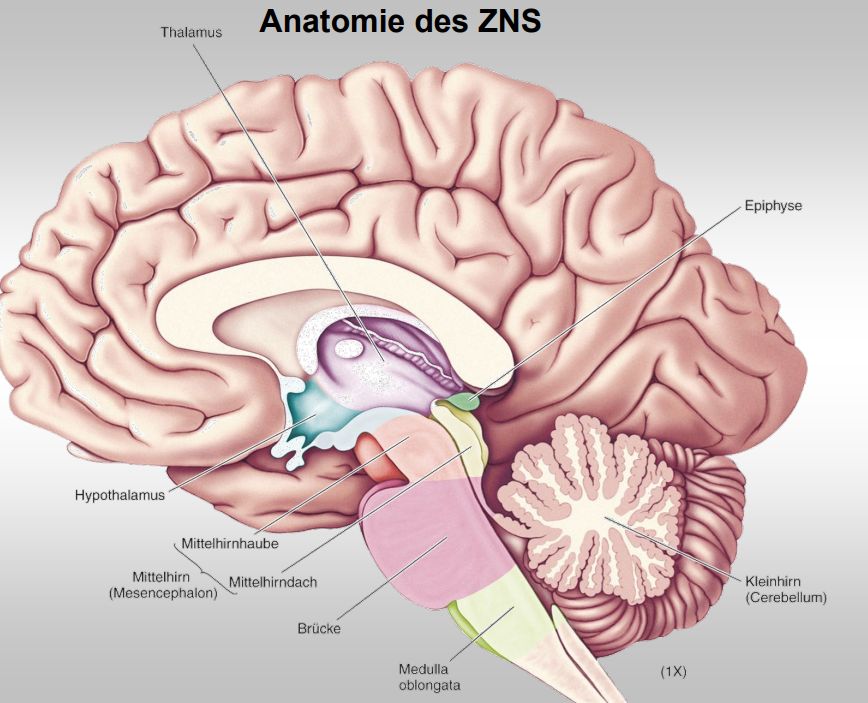 Anatomie des ZNS
Thalamus
Epiphyse
Hypothalamus
Mittelhirnhaube
Mittelhirn
(Mesencephalon)
Mittelhirndach
Brücke
Medulla
oblongata
Kleinhirn
(Cerebellum)
(1X)